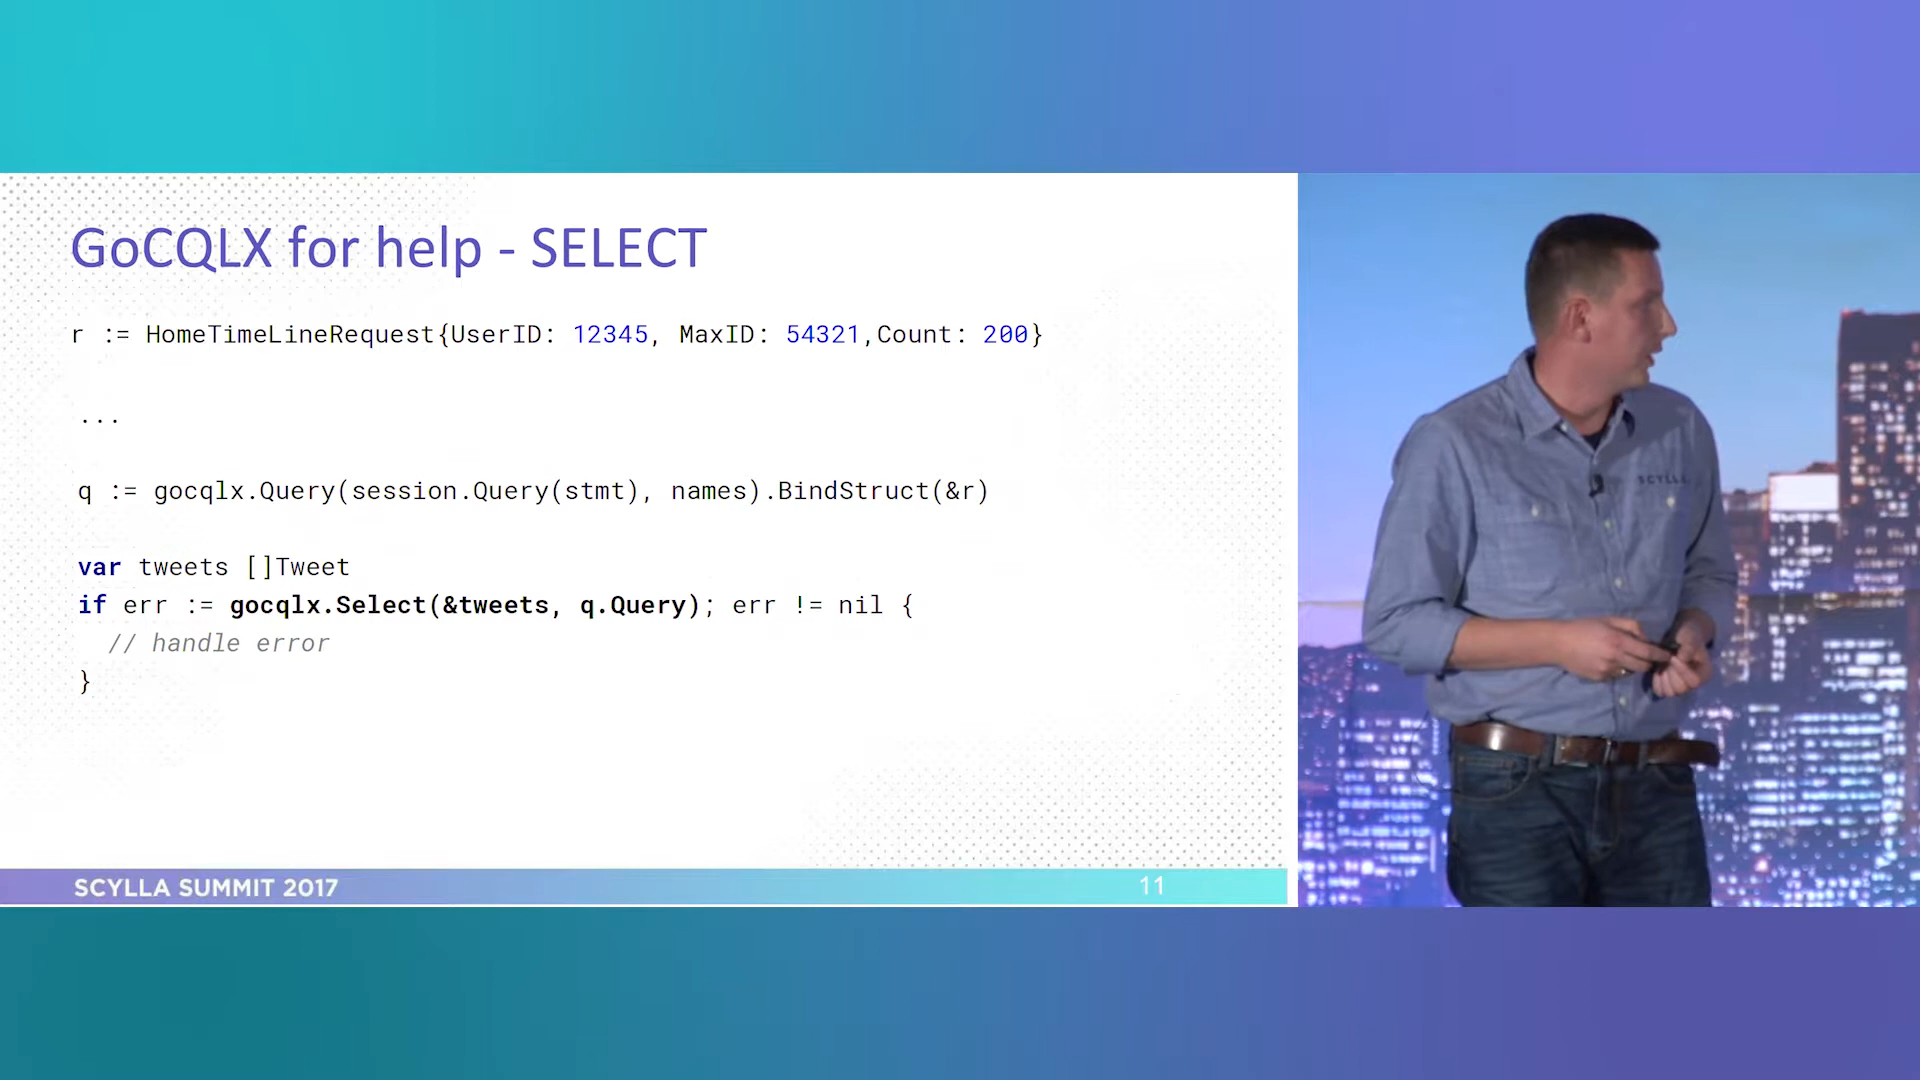 GoCQLX for help - SELECT
r := HomeTimeLineRequest{UserID: 12345, MaxID: 54321,Count: 200}
...
q := gocqlx.Query(session.Query(stmt), names).BindStruct(&r)
var tweets []Tweet
if err := gocqlx.Select(&tweets, q.Query); err != nil {
// handle error
}
SCYLLA SUMMIT 2017
11
SCYLLA